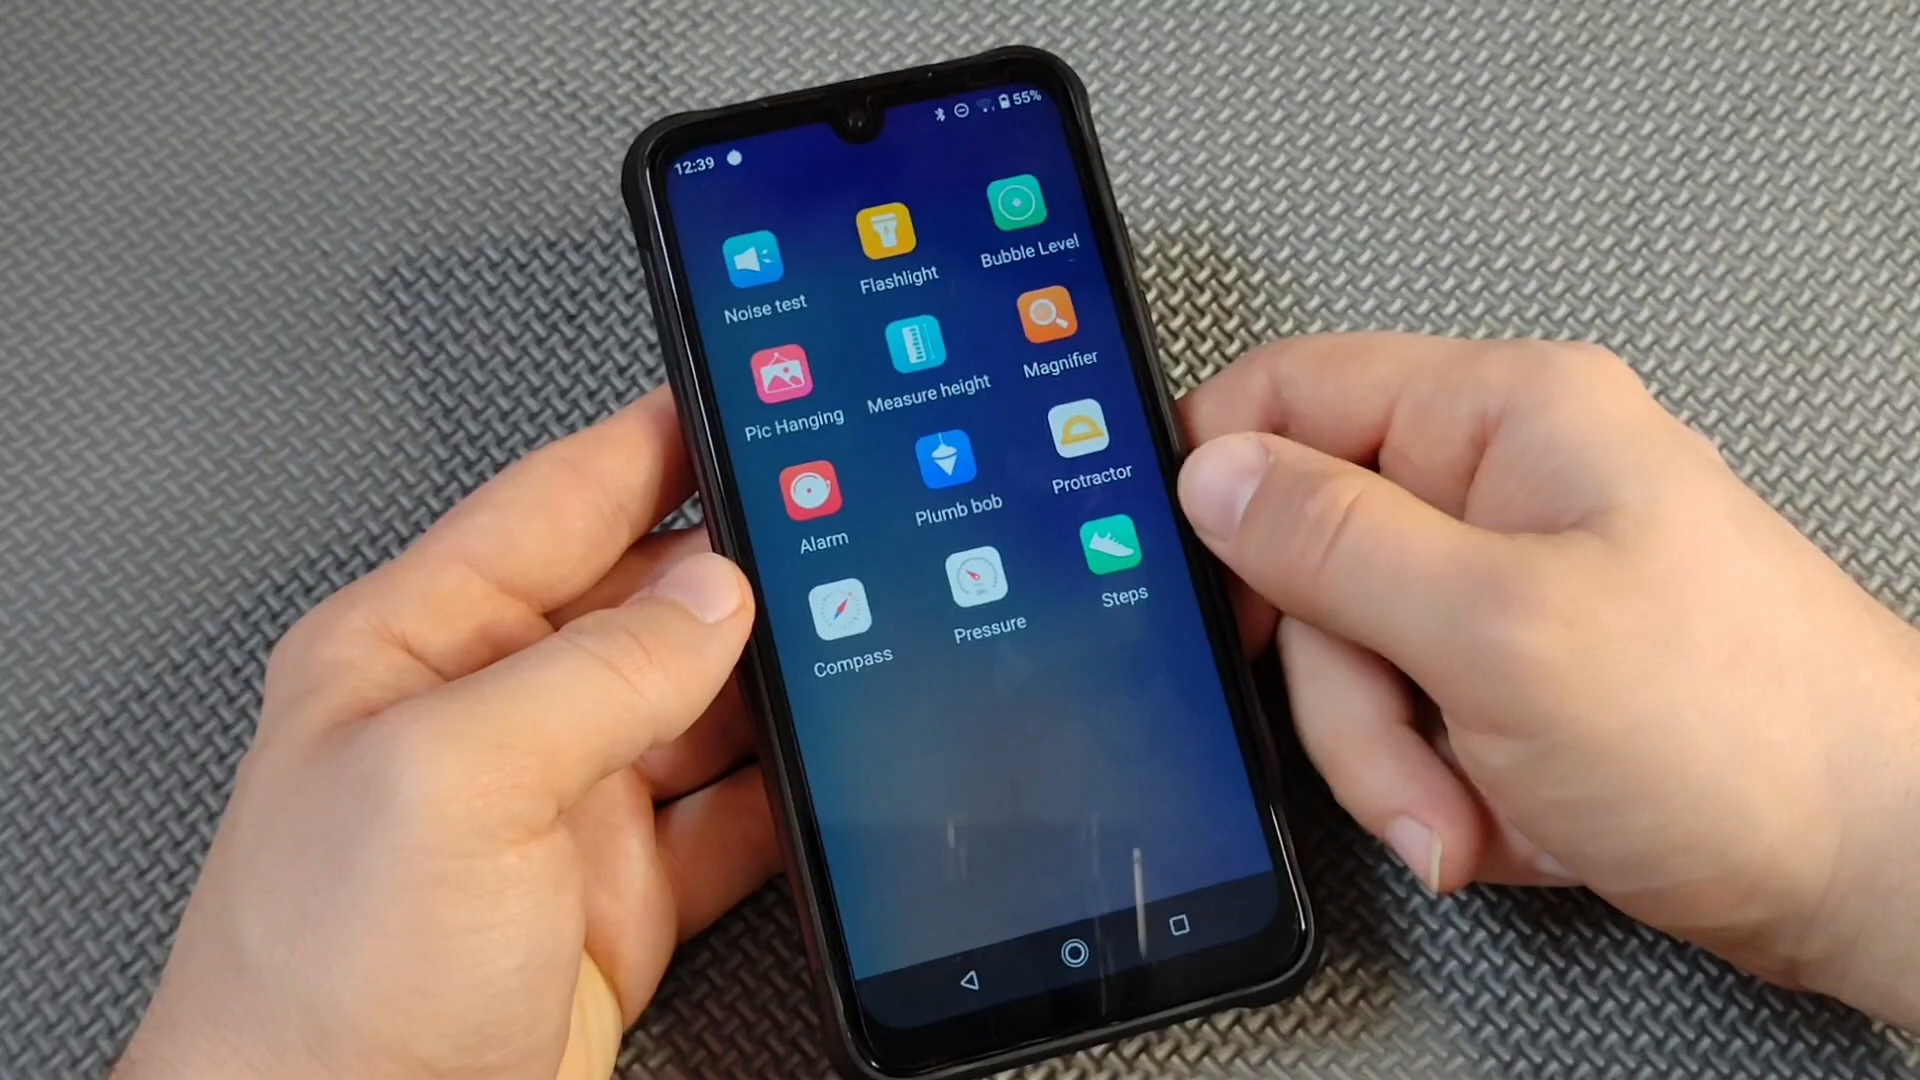 12:39
55%
Noise test
Flashlight
Bubble Level
Pic Hanging
Measure height
Magnifier
Alarm
Plumb bob
Protractor
Compass
Pressure
Steps